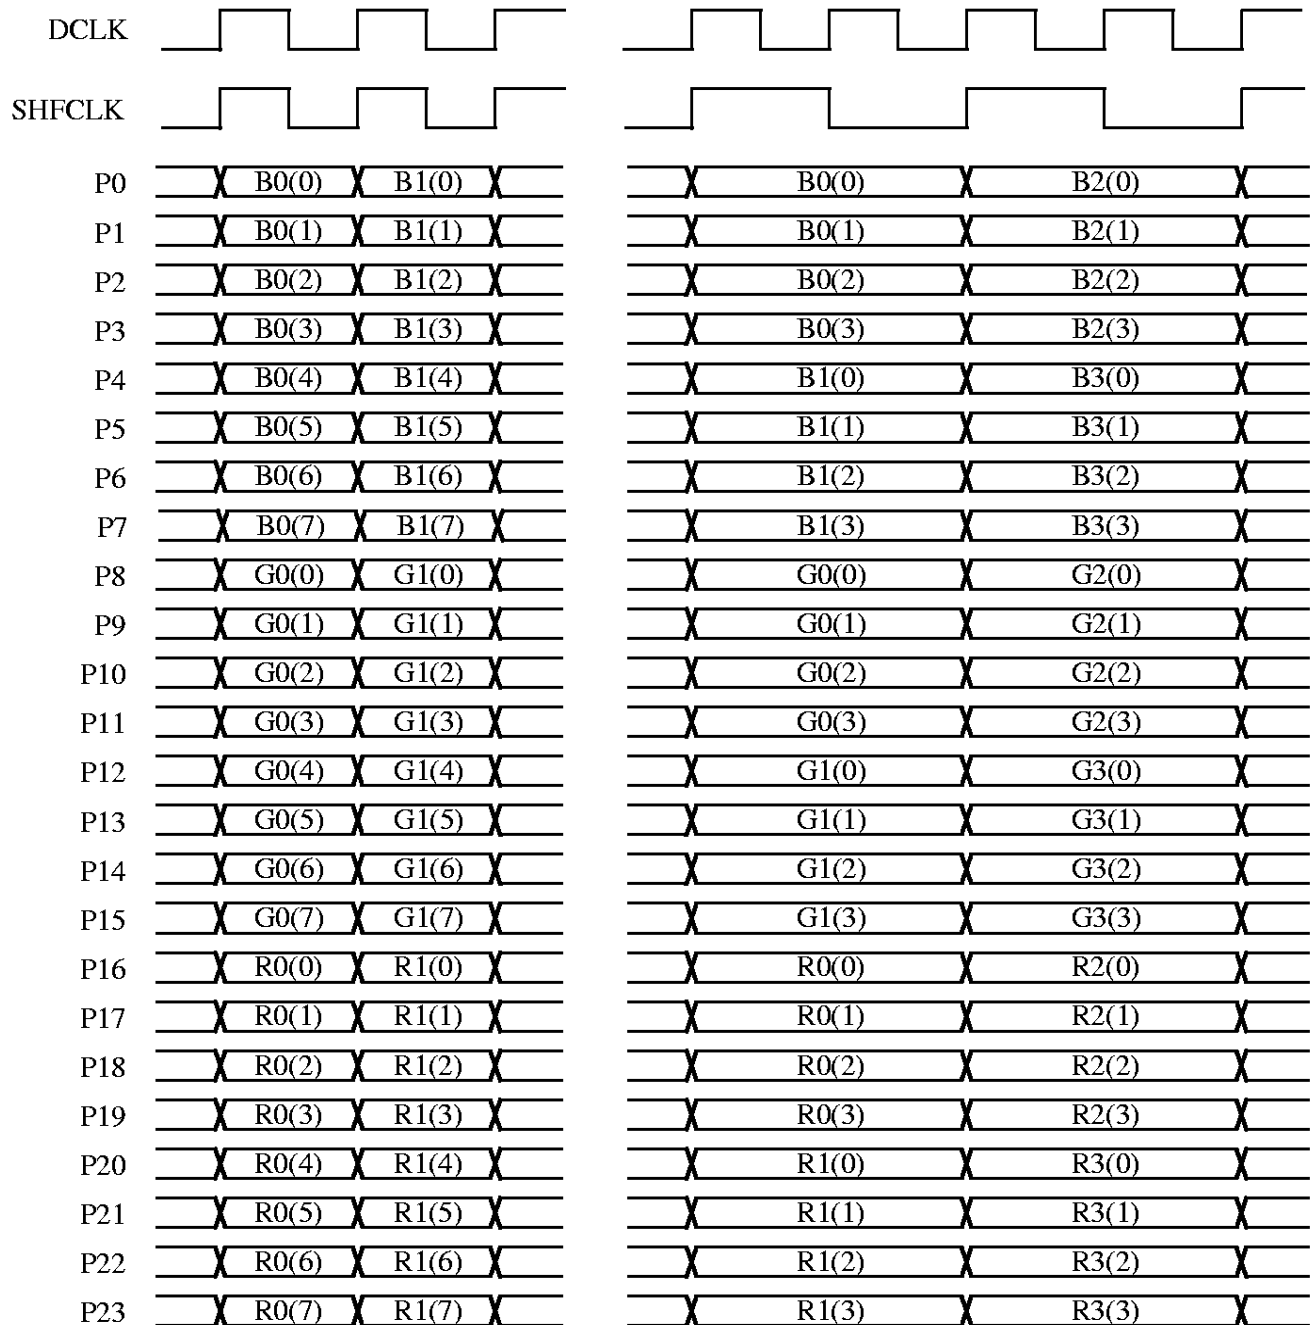 DCLK
SHFCLK
P0 B0(0) B1(0) B0(0) B2(0)
P1 B0(1) B1(1) B0(1) B2(1)
P2 B0(2) B1(2) B0(2) B2(2)
P3 B0(3) B1(3) B0(3) B2(3)
P4 B0(4) B1(4) B1(0) B3(0)
P5 B0(5) B1(5) B1(1) B3(1)
P6 B0(6) B1(6) B1(2) B3(2)
P7 B0(7) B1(7) B1(3) B3(3)
P8 G0(0) G1(0) G0(0) G2(0)
P9 G0(1) G1(1) G0(1) G2(1)
P10 G0(2) G1(2) G0(2) G2(2)
P11 G0(3) G1(3) G0(3) G2(3)
P12 G0(4) G1(4) G1(0) G3(0)
P13 G0(5) G1(5) G1(1) G3(1)
P14 G0(6) G1(6) G1(2) G3(2)
P15 G0(7) G1(7) G1(3) G3(3)
P16 R0(0) R1(0) R0(0) R2(0)
P17 R0(1) R1(1) R0(1) R2(1)
P18 R0(2) R1(2) R0(2) R2(2)
P19 R0(3) R1(3) R0(3) R2(3)
P20 R0(4) R1(4) R1(0) R3(0)
P21 R0(5) R1(5) R1(1) R3(1)
P22 R0(6) R1(6) R1(2) R3(2)
P23 R0(7) R1(7) R1(3) R3(3)